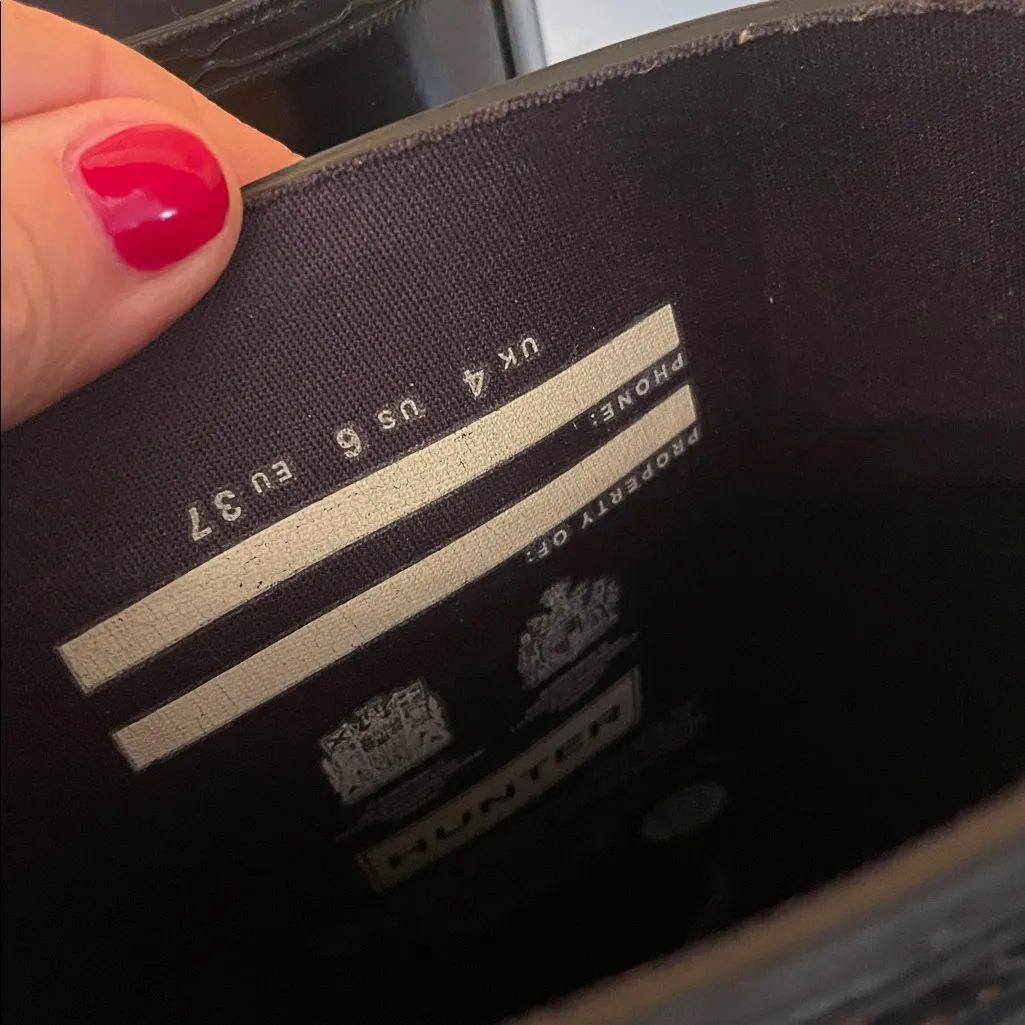 HUNTER
PROPERTY OF:
PHONE:
UK 4 US 6 EU 37